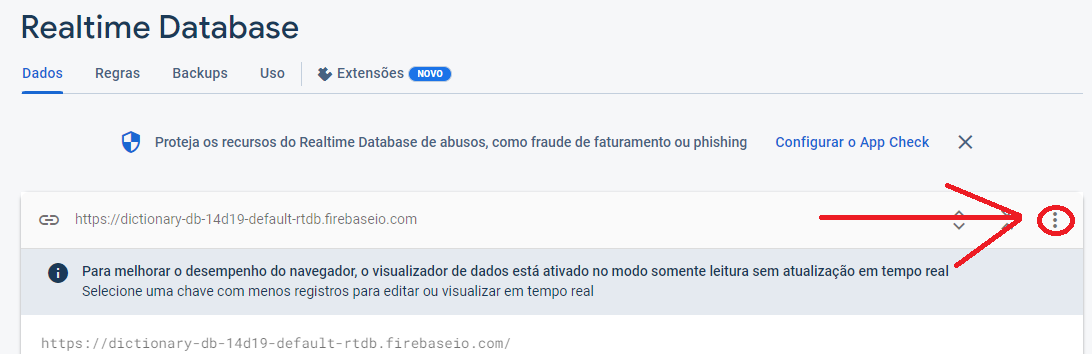 Realtime Database
Dados Regras Backups Uso Extensões NOVO
Proteja os recursos do Realtime Database de abusos, como fraude de faturamento ou phishing Configurar o App Check
https://dictionary-db-14d19-default-rtdb.firebaseio.com
Para melhorar o desempenho do navegador, o visualizador de dados está ativado no modo somente leitura sem atualização em tempo real
Selecione uma chave com menos registros para editar ou visualizar em tempo real
https://dictionary-db-14d19-default-rtdb.firebaseio.com/